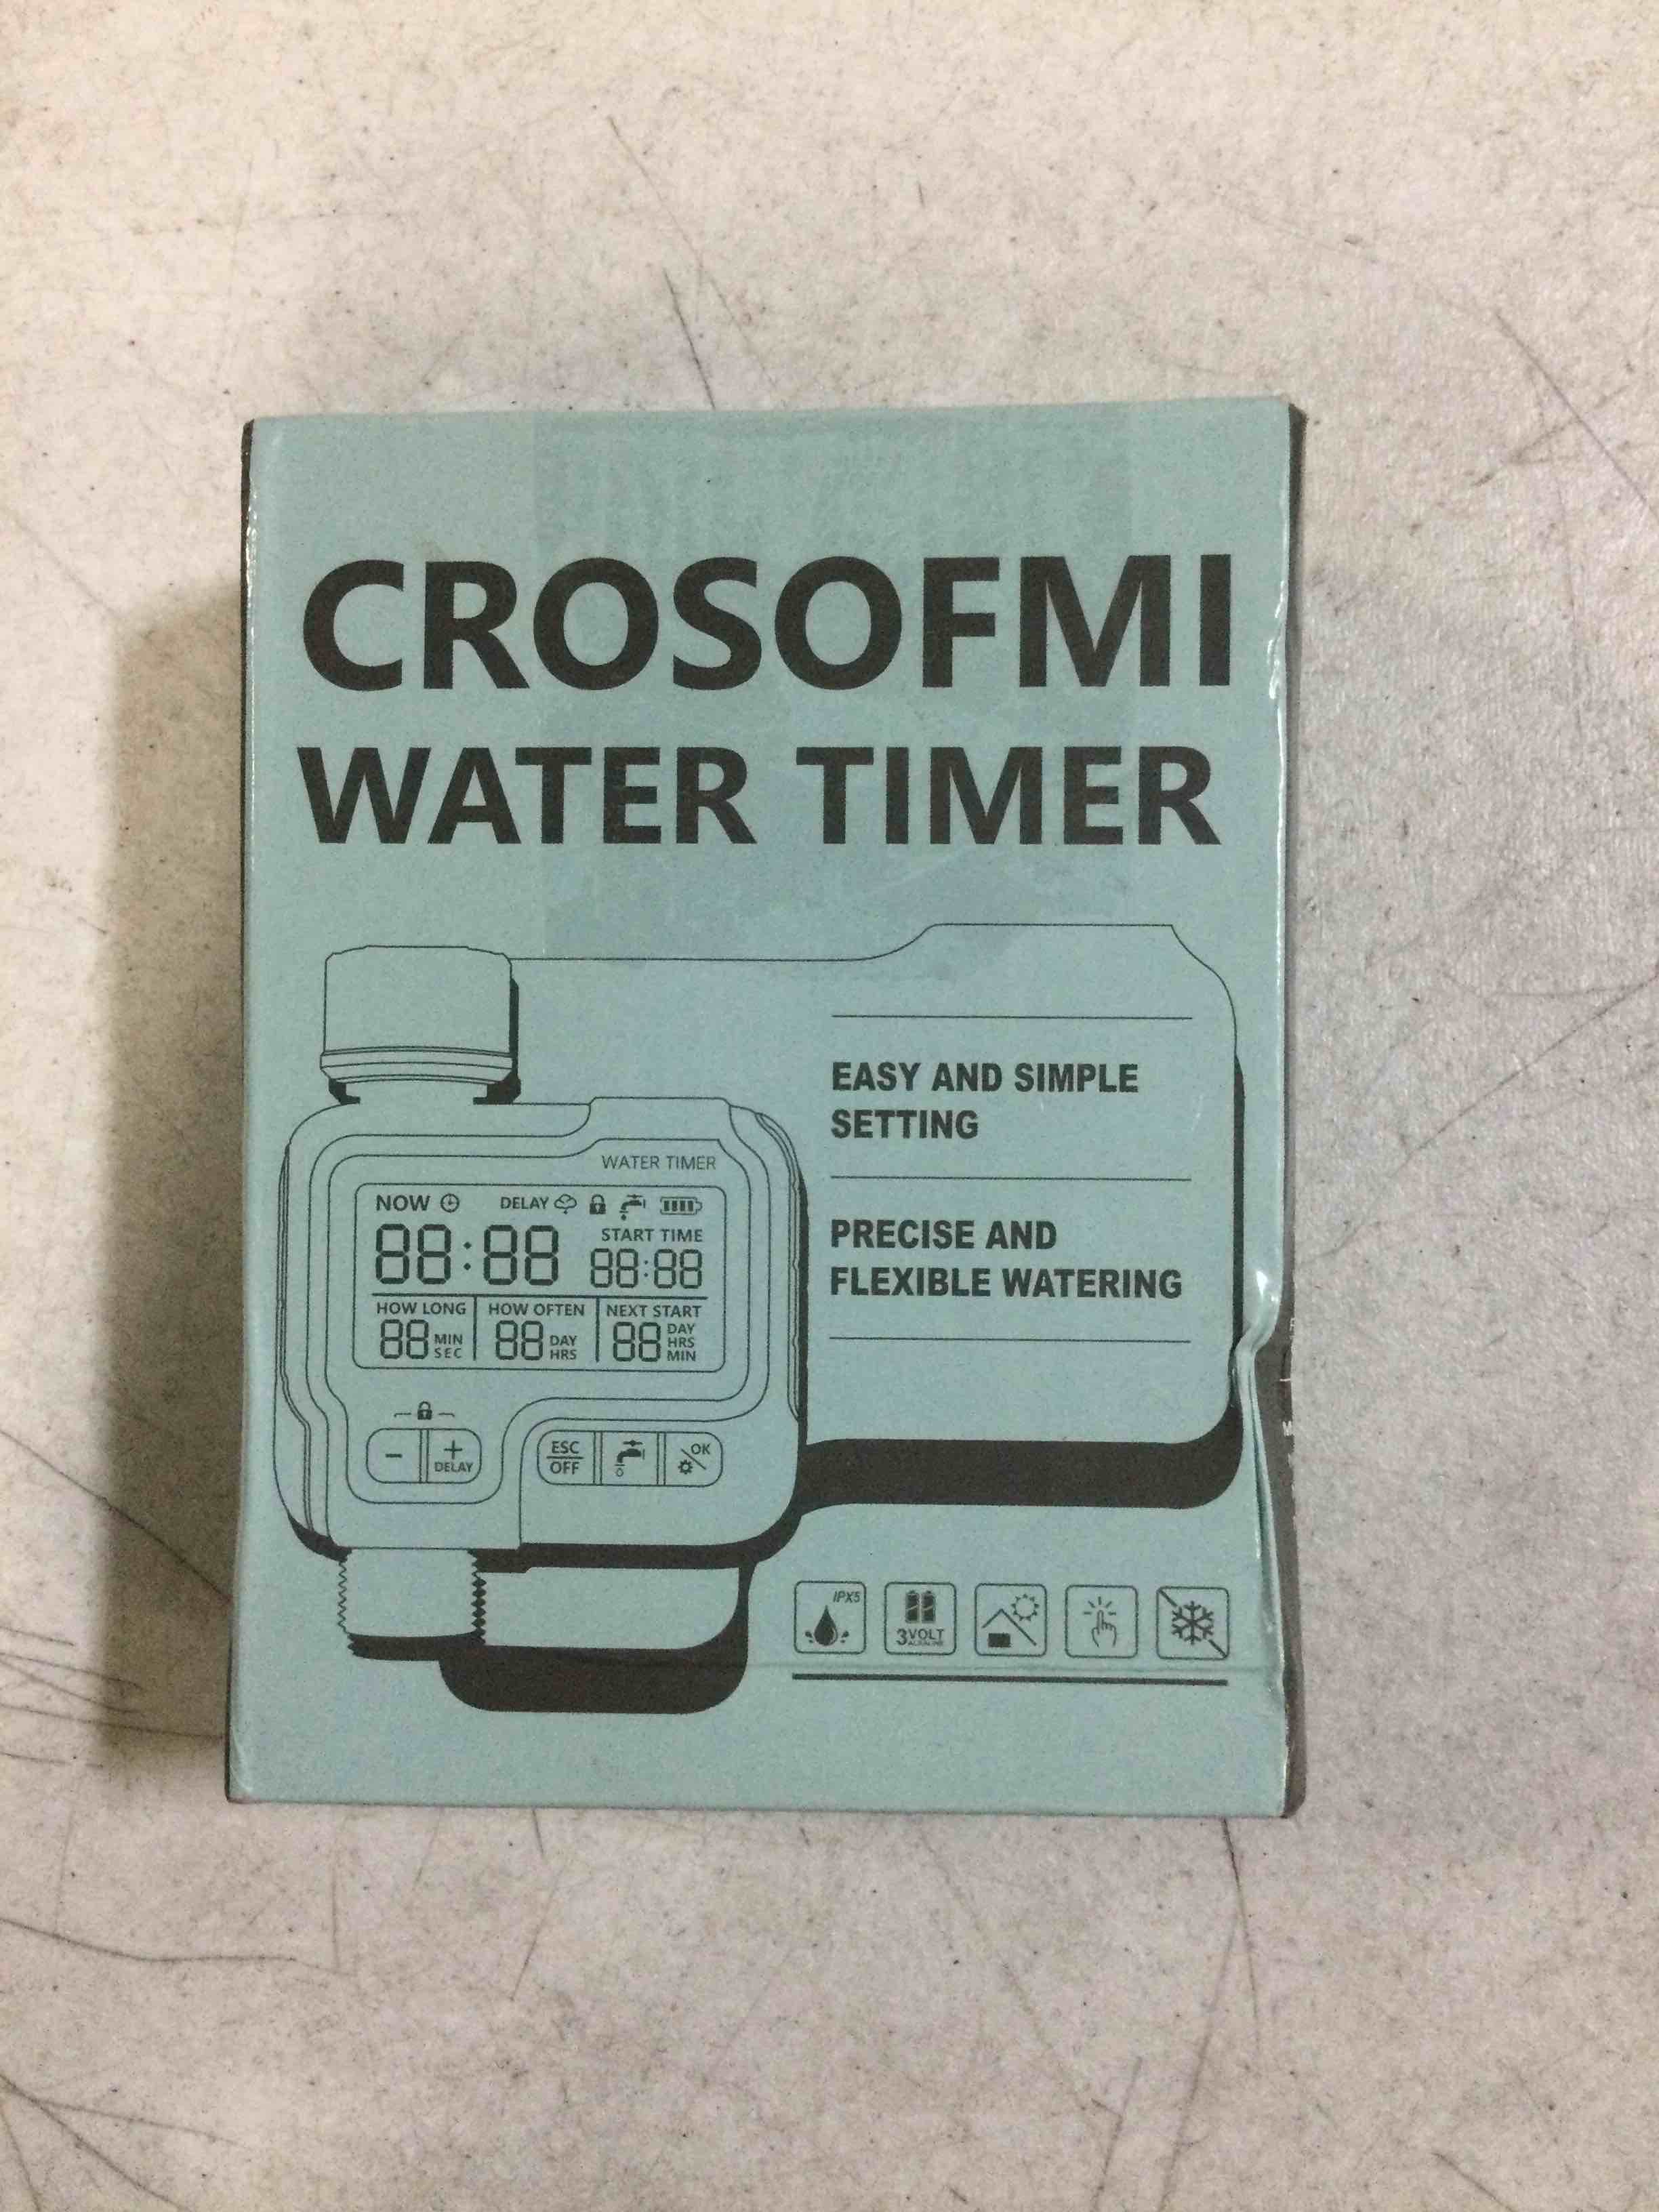 CROSOFMI
WATER TIMER
EASY AND SIMPLE
SETTING
PRECISE AND
FLEXIBLE WATERING
WATER TIMER
NOW DELAY
88:88
START TIME
88:88
HOW LONG HOW OFTEN NEXT START
88 MIN SEC 88 DAY HRS 88 DAY HRS MIN
- + DELAY ESC OFF OK
IPX5 3 VOLT